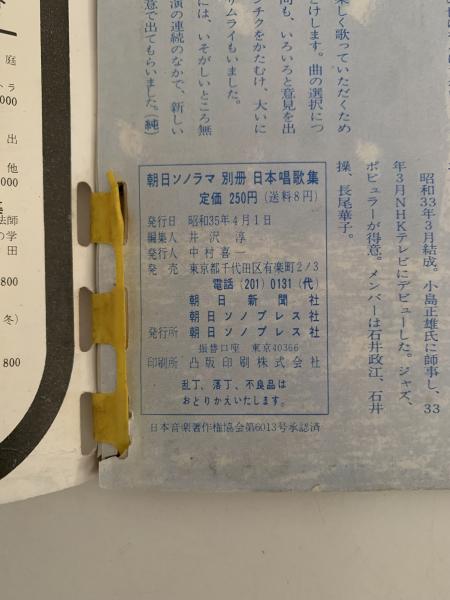 楽しく歌っていただくため
とけします。曲の選択につ
問も、いろいろと意見を出
ンチクをかたむけ、大いに
サムライもいました。
には、いそがしいところ無
演の連続のなかで、新しい
意で出てもらいました。(純)
昭和33年3月結成。小島正雄氏に師事し、33
年3月NHKテレビにデビューした。ジャズ、
ポピュラーが得意。メンバーは石井政江、石井
操、長尾華子。
朝日ソノラマ 別冊 日本唱歌集
定価 250円 (送料8円)
発行日 昭和35年4月1日
編集人 井沢 淳
発行人 中村喜一
発 売 東京都千代田区有楽町2/3
電話 (201) 0131 (代)
朝日新聞社
朝日ソノプレス社
発行所 朝日ソノプレス社
振替口座 東京40366
印刷所 凸版印刷株式会社
乱丁、落丁、不良品は
おとりかえいたします。
日本音楽著作権協会第6013号承認済
庭
000
出
他
000
法師
の学
田
冬)
800
800